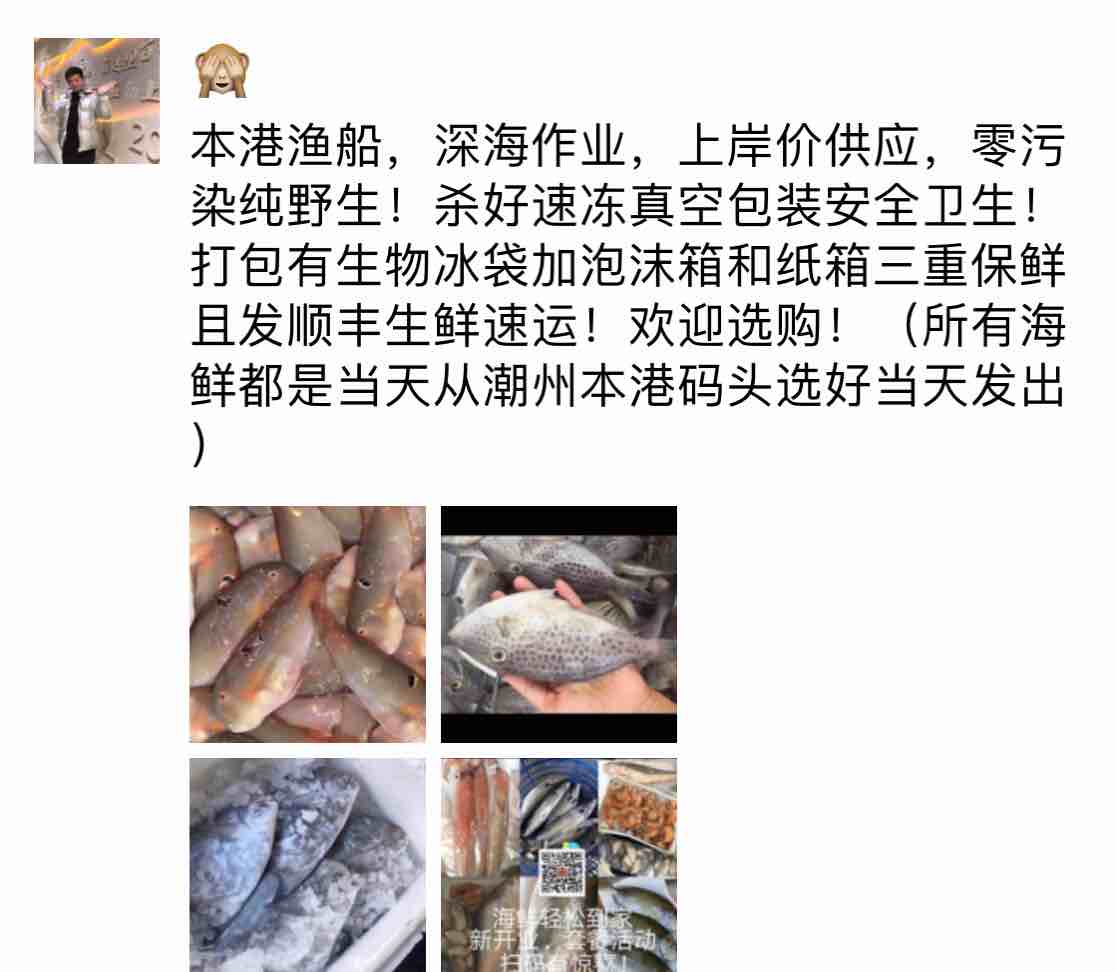 本港渔船，深海作业，上岸价供应，零污
染纯野生！杀好速冻真空包装安全卫生！
打包有生物冰袋加泡沫箱和纸箱三重保鲜
且发顺丰生鲜速运！欢迎选购！（所有海
鲜都是当天从潮州本港码头选好当天发出
）
海鲜轻松到家
新开业，套餐活动
扫码有惊喜！